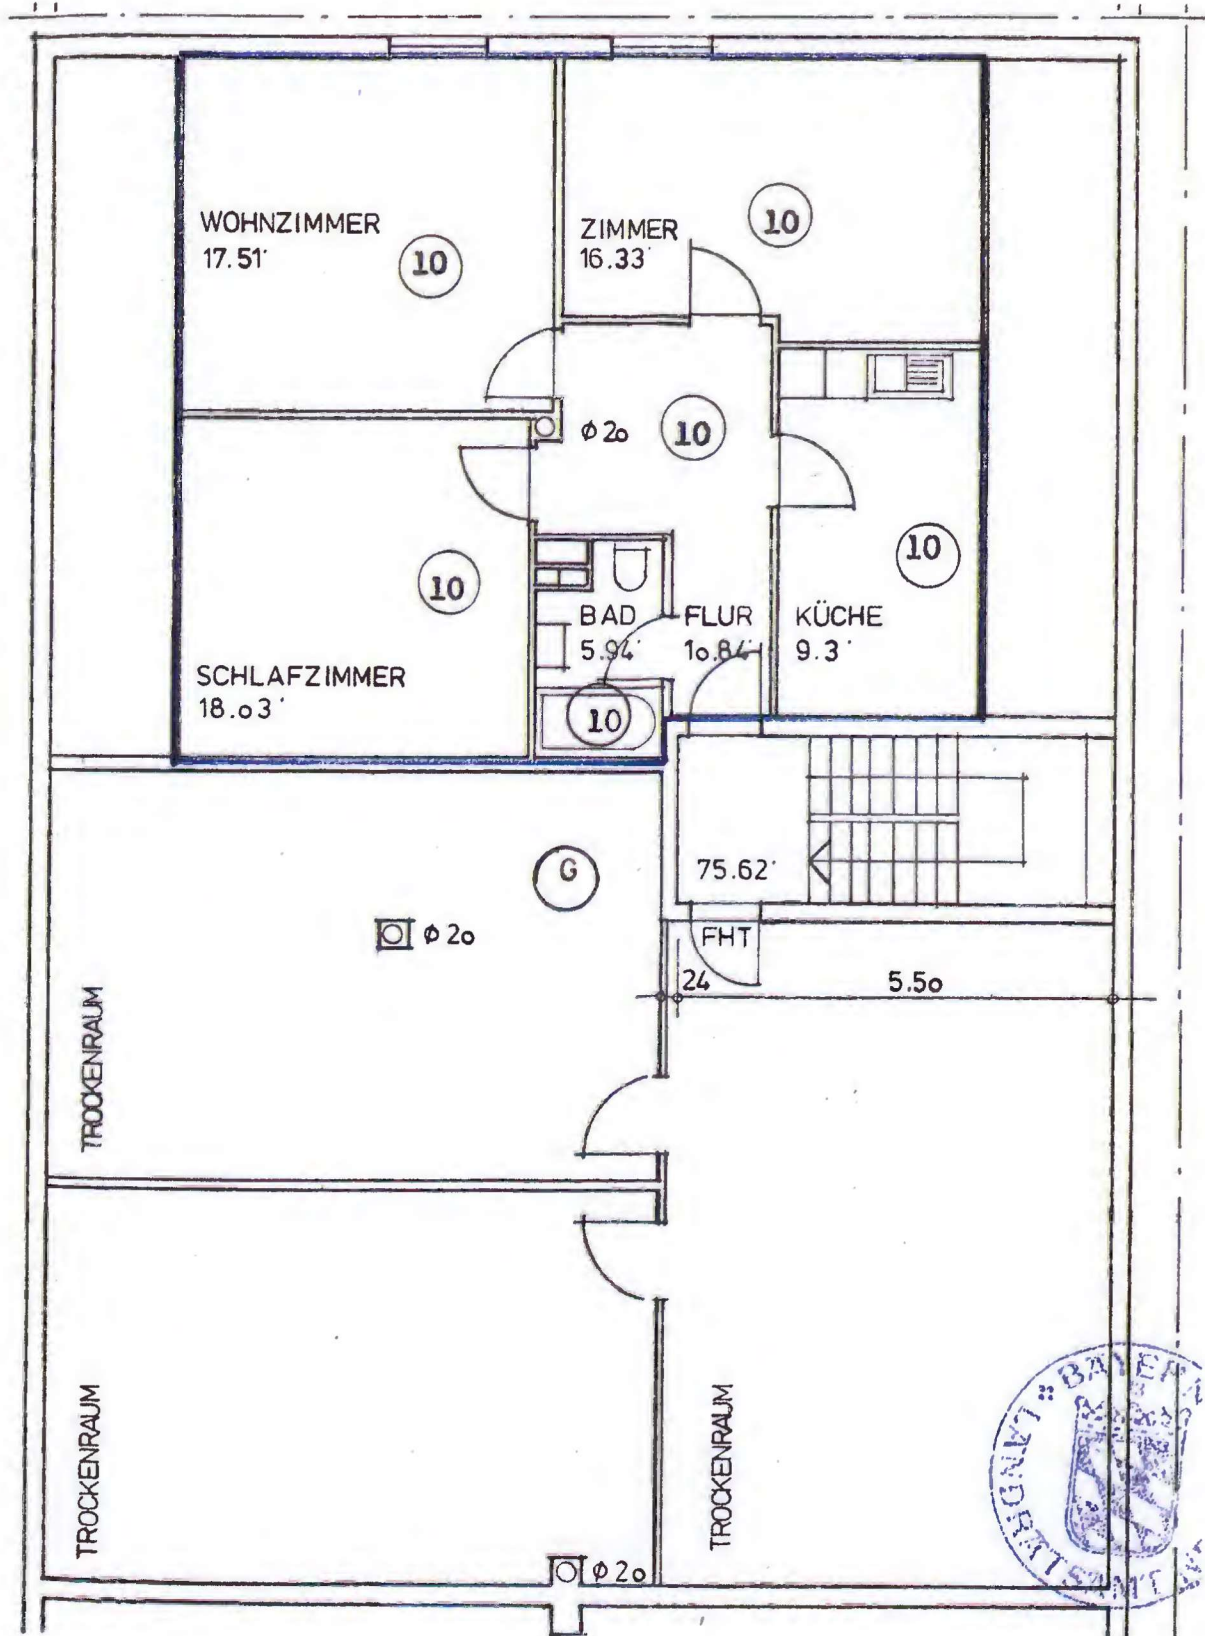 WOHNZIMMER
17.51
10
ZIMMER
16.33
10
ø 20
10
10
10
SCHLAFZIMMER
18.03
BAD
5.94
10
FLUR
10.84
KÜCHE
9.3
75.62
G
ø 20
FHT
24
5.50
TROCKENRAUM
TROCKENRAUM
TROCKENRAUM
ø 20
LANDRATSAMT